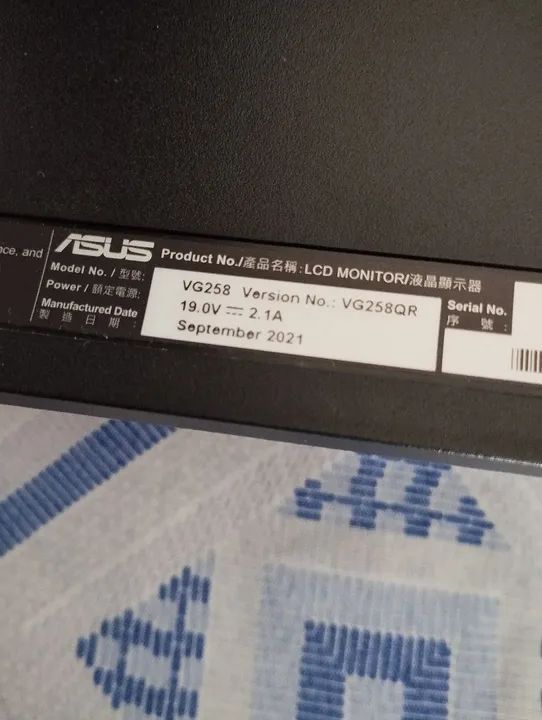 nce, and
ASUS Product No./產品名稱:LCD MONITOR/液晶顯示器
Model No. / 型號: VG258 Version No.: VG258QR
Power / 額定電源: 19.0V ⎓ 2.1A
Manufactured Date September 2021
製造日期:
Serial No.
序號: